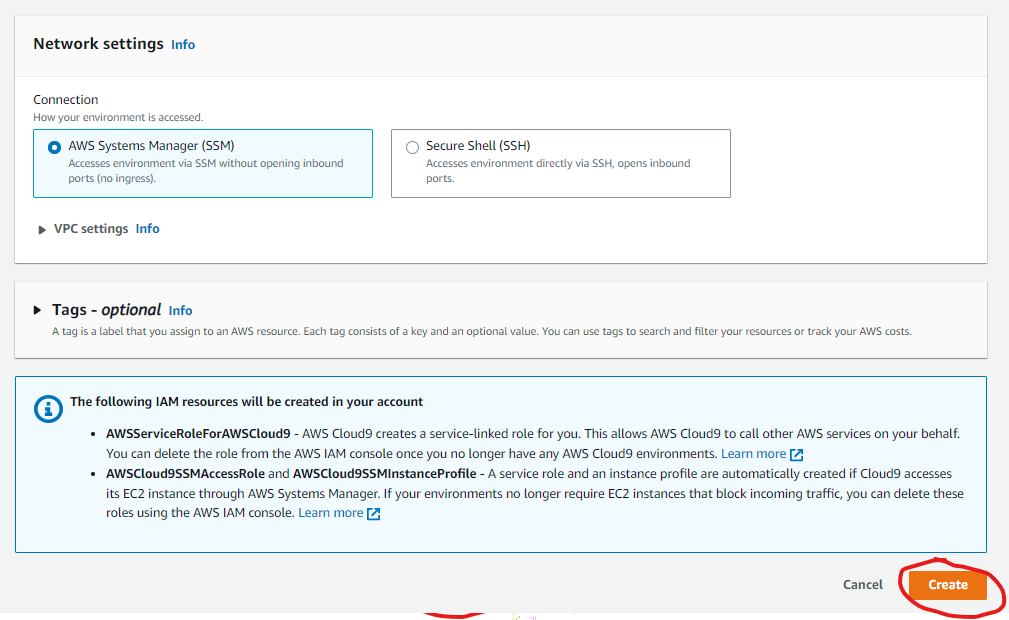 Network settings Info
Connection
How your environment is accessed.
AWS Systems Manager (SSM)
Accesses environment via SSM without opening inbound
ports (no ingress).
Secure Shell (SSH)
Accesses environment directly via SSH, opens inbound
ports.
VPC settings Info
Tags - optional Info
A tag is a label that you assign to an AWS resource. Each tag consists of a key and an optional value. You can use tags to search and filter your resources or track your AWS costs.
The following IAM resources will be created in your account
• AWSServiceRoleForAWSCloud9 - AWS Cloud9 creates a service-linked role for you. This allows AWS Cloud9 to call other AWS services on your behalf.
You can delete the role from the AWS IAM console once you no longer have any AWS Cloud9 environments. Learn more
• AWSCloud9SSMAccessRole and AWSCloud9SSMInstanceProfile - A service role and an instance profile are automatically created if Cloud9 accesses
its EC2 instance through AWS Systems Manager. If your environments no longer require EC2 instances that block incoming traffic, you can delete these
roles using the AWS IAM console. Learn more
Cancel Create